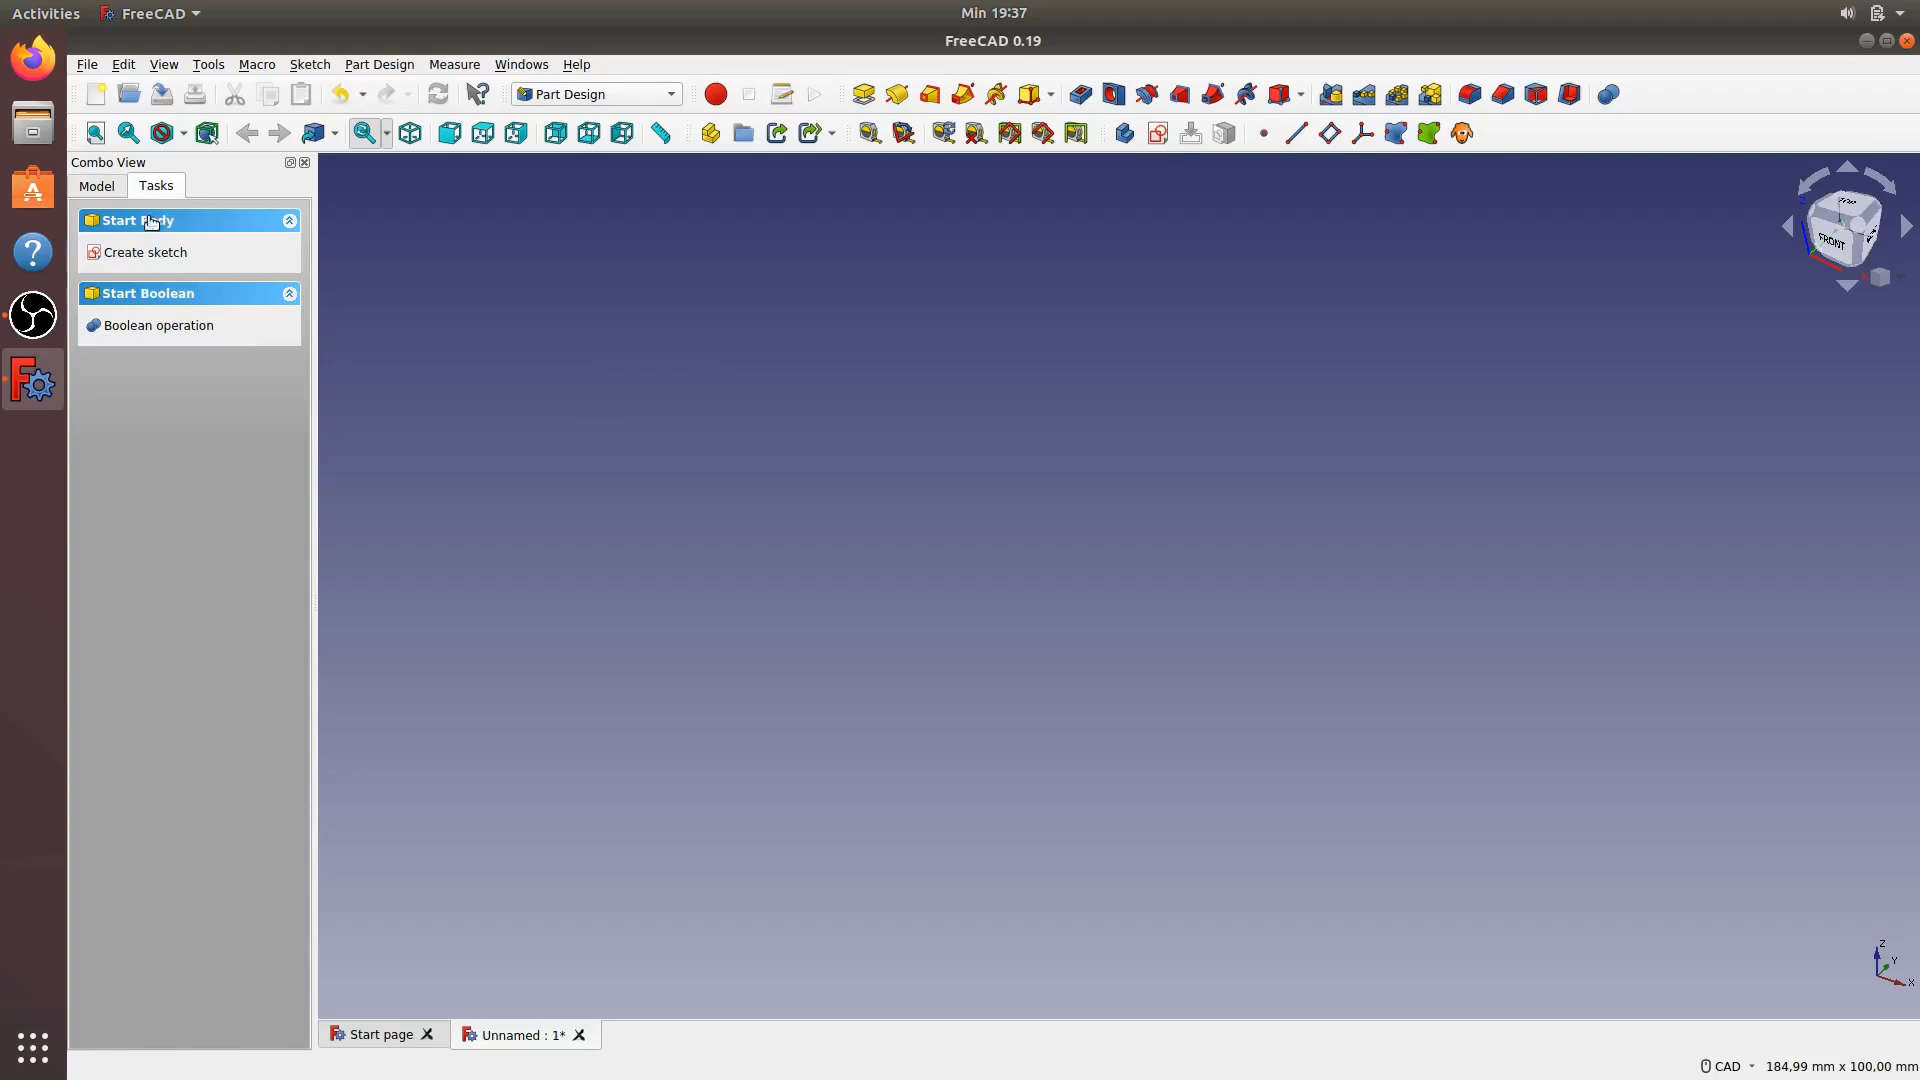 Activities FreeCAD Min 19:37
FreeCAD 0.19
File Edit View Tools Macro Sketch Part Design Measure Windows Help
Part Design
Combo View
Model Tasks
Start
Create sketch
Start Boolean
Boolean operation
FRONT
Z
Y
X
Start page Unnamed : 1*
CAD 184,99 mm x 100,00 mm